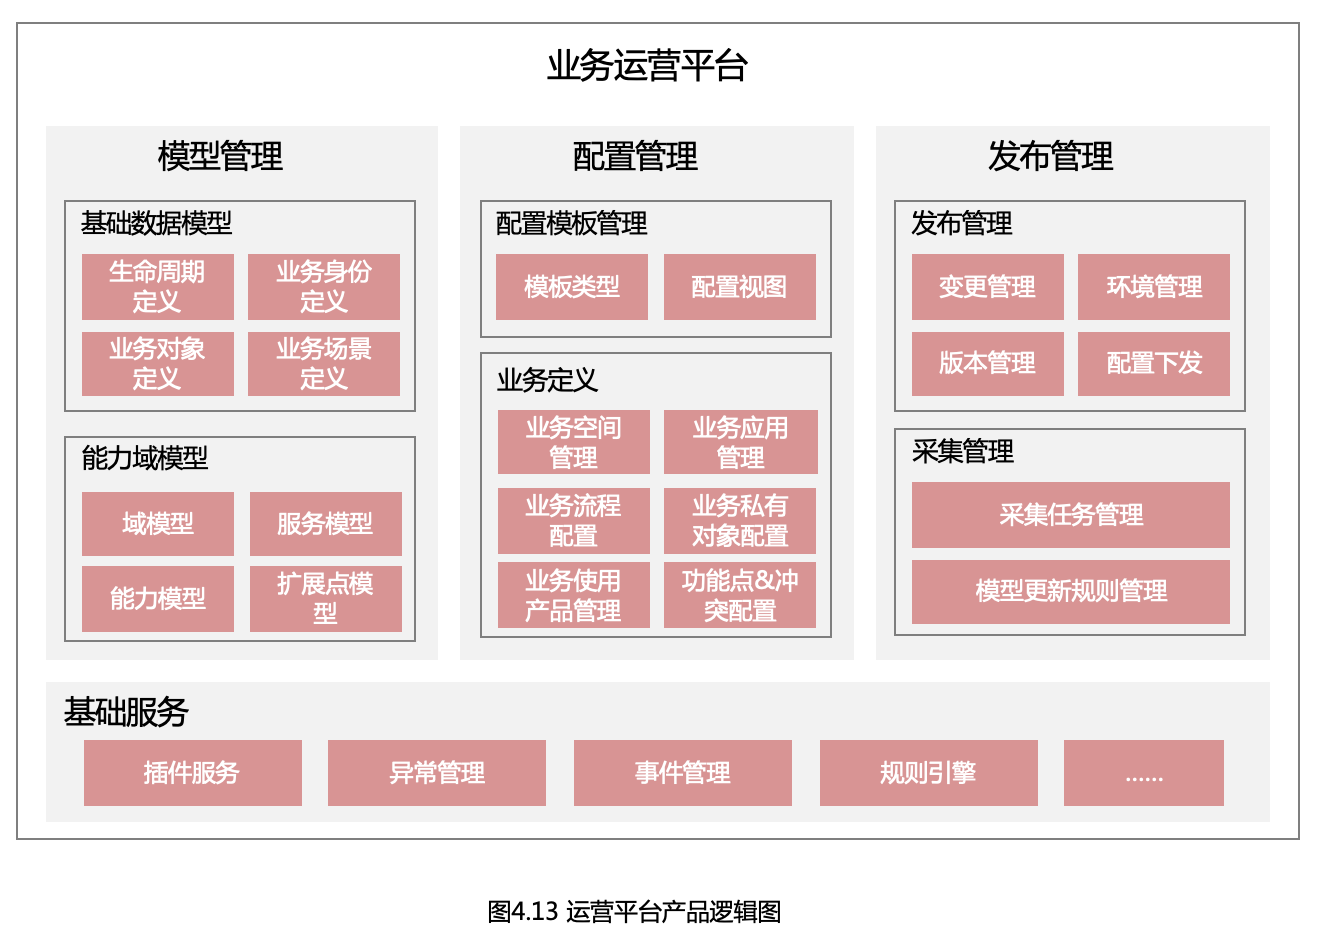 业务运营平台
模型管理
基础数据模型
生命周期
定义
业务身份
定义
业务对象
定义
业务场景
定义
能力域模型
域模型
服务模型
能力模型
扩展点模
型
配置管理
配置模板管理
模板类型
配置视图
业务定义
业务空间
管理
业务应用
管理
业务流程
配置
业务私有
对象配置
业务使用
产品管理
功能点&冲
突配置
发布管理
发布管理
变更管理
环境管理
版本管理
配置下发
采集管理
采集任务管理
模型更新规则管理
基础服务
插件服务
异常管理
事件管理
规则引擎
......
图4.13 运营平台产品逻辑图